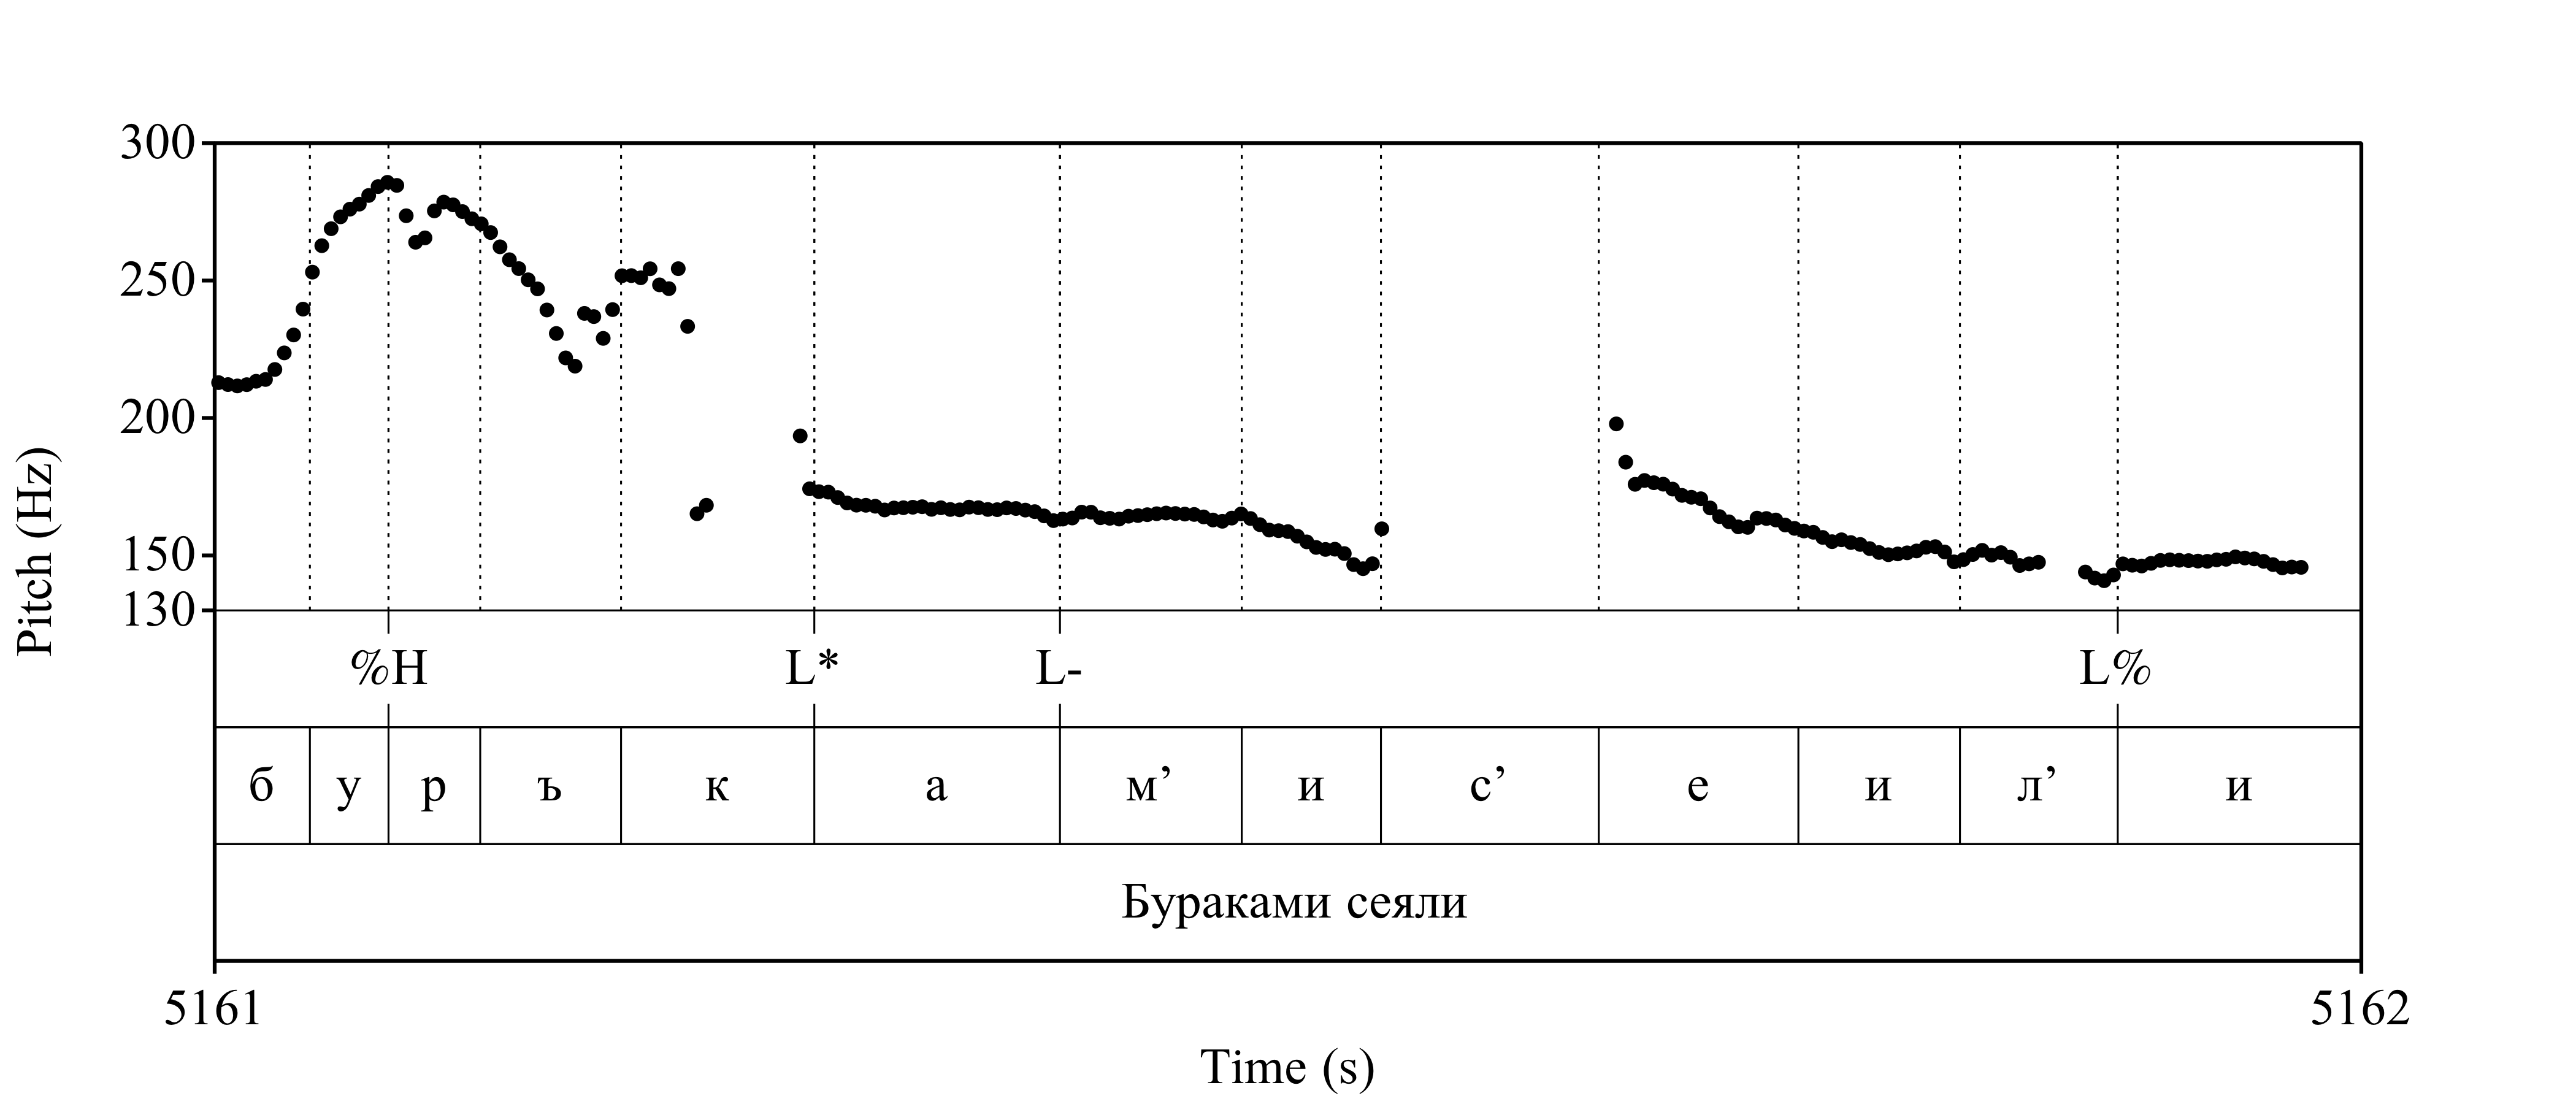 300
250
200
150
130
Pitch (Hz)
%H L* L- L%
б у р ъ к а м’ и с’ е и л’ и
Бураками сеяли
5161 5162
Time (s)